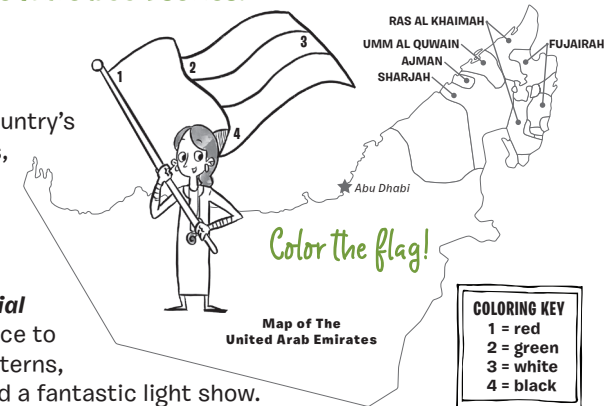 RAS AL KHAIMAH
UMM AL QUWAIN
FUJAIRAH
AJMAN
SHARJAH
1
2
3
4
untry's
Abu Dhabi
Color the flag!
ial
ce to
terns,
d a fantastic light show.
Map of The
United Arab Emirates
COLORING KEY
1 = red
2 = green
3 = white
4 = black